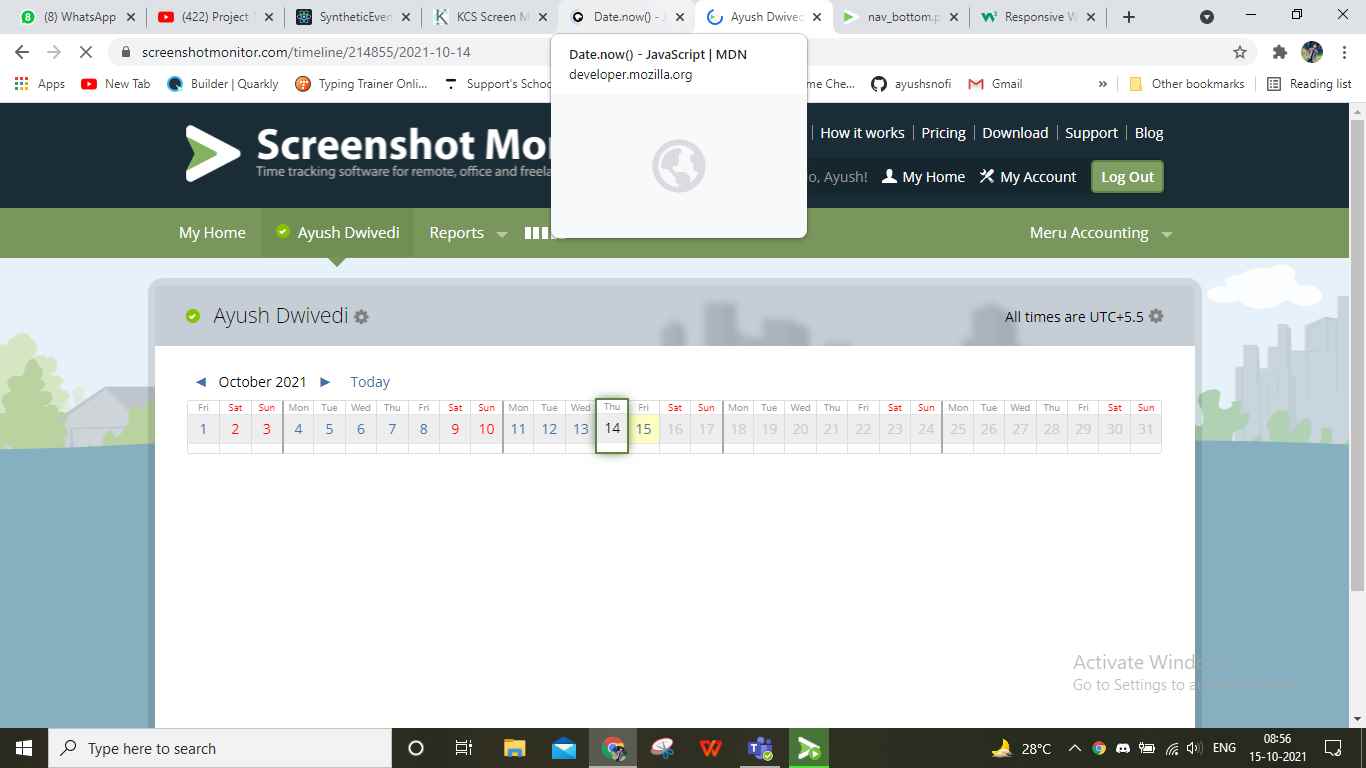 (8) WhatsApp
(422) Project
SyntheticEven
KCS Screen M
Date.now() - J
Ayush Dwived
nav_bottom.p
Responsive W
screenshotmonitor.com/timeline/214855/2021-10-14
Date.now() - JavaScript | MDN
developer.mozilla.org
Apps
New Tab
Builder | Quarkly
Typing Trainer Onli...
Support's Schoo
me Che...
ayushsnofi
Gmail
»
Other bookmarks
Reading list
Screenshot Mo
Time tracking software for remote, office and freela
How it works
Pricing
Download
Support
Blog
o, Ayush!
My Home
My Account
Log Out
My Home
Ayush Dwivedi
Reports
Meru Accounting
Ayush Dwivedi
All times are UTC+5.5
October 2021
Today
Fri Sat Sun Mon Tue Wed Thu Fri Sat Sun Mon Tue Wed Thu Fri Sat Sun Mon Tue Wed Thu Fri Sat Sun Mon Tue Wed Thu Fri Sat Sun
1 2 3 4 5 6 7 8 9 10 11 12 13 14 15 16 17 18 19 20 21 22 23 24 25 26 27 28 29 30 31
Activate Wind
Go to Settings to a
Type here to search
28°C
ENG
08:56
15-10-2021